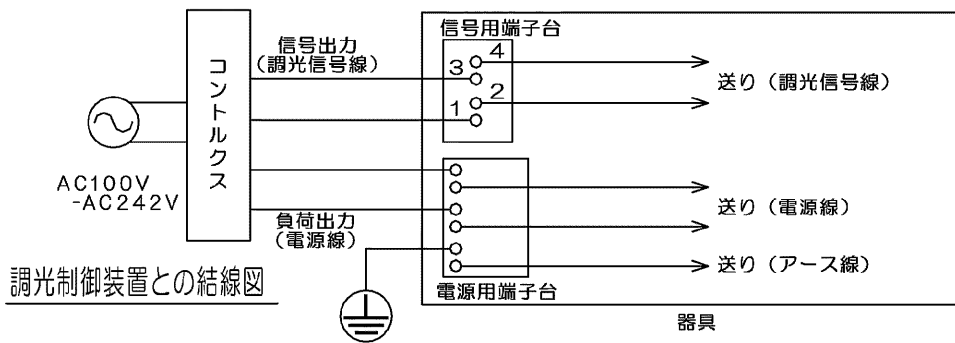 信号用端子台
信号出力
(調光信号線)
4
3
2
1
送り(調光信号線)
コントルクス
AC100V
-AC242V
負荷出力
(電源線)
送り(電源線)
送り(アース線)
電源用端子台
調光制御装置との結線図
器具